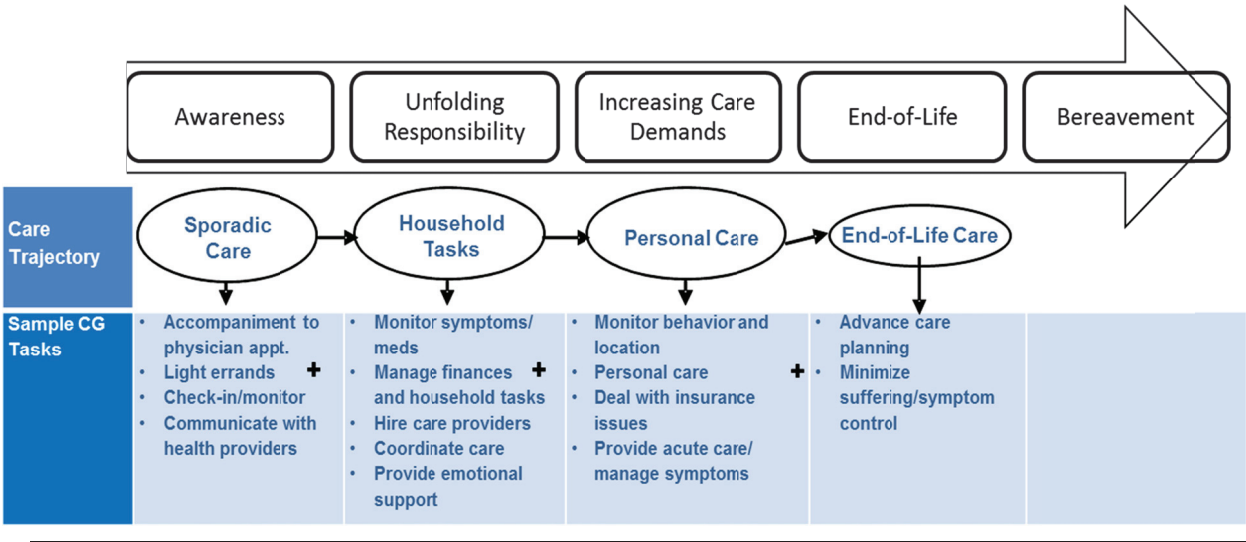 Awareness
Unfolding
Responsibility
Increasing Care
Demands
End-of-Life
Bereavement
Care
Trajectory
Sporadic
Care
Household
Tasks
Personal Care
End-of-Life Care
Sample CG
Tasks
• Accompaniment to
physician appt.
• Light errands +
• Check-in/monitor
• Communicate with
health providers
• Monitor symptoms/
meds
• Manage finances +
and household tasks
• Hire care providers
• Coordinate care
• Provide emotional
support
• Monitor behavior and
location
• Personal care +
• Deal with insurance
issues
• Provide acute care/
manage symptoms
• Advance care
planning
• Minimize
suffering/symptom
control